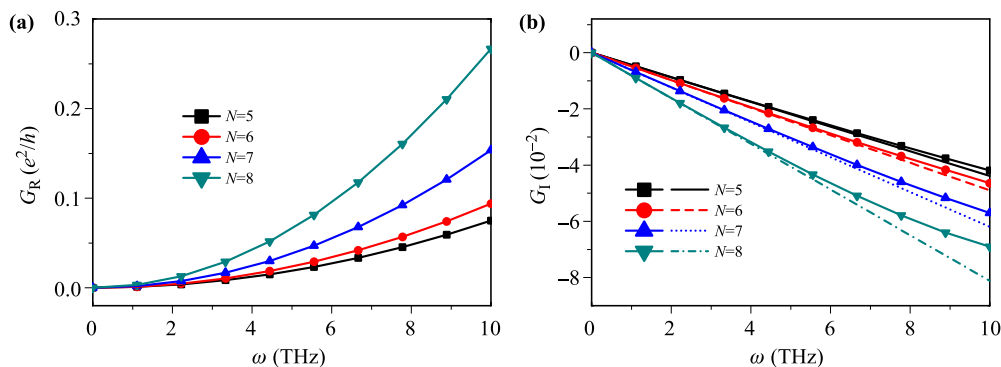 (a)
0.3
0.2
0.1
0.0
G_R (e²/h)
N=5
N=6
N=7
N=8
0 2 4 6 8 10
ω (THz)
(b)
0
−2
−4
−6
−8
G_I (10⁻²)
N=5
N=6
N=7
N=8
0 2 4 6 8 10
ω (THz)